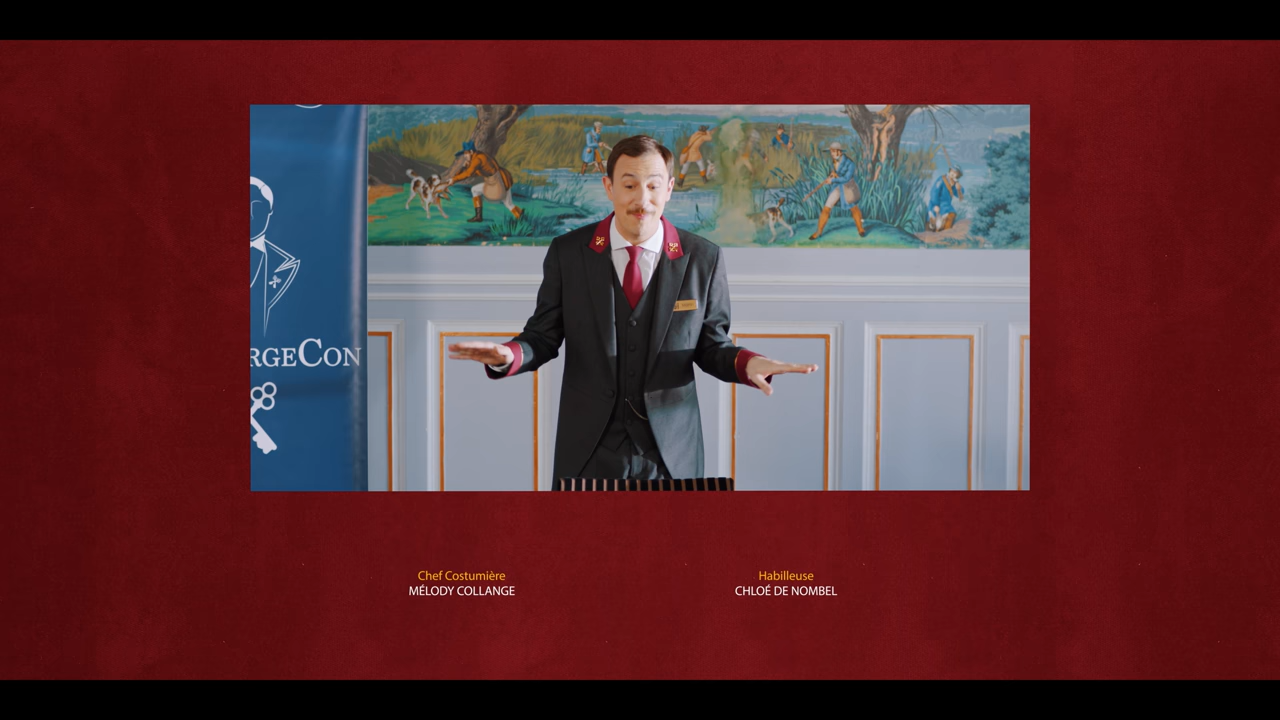 RGECON
Chef Costumière
MÉLODY COLLANGE
Habilleuse
CHLOÉ DE NOMBEL